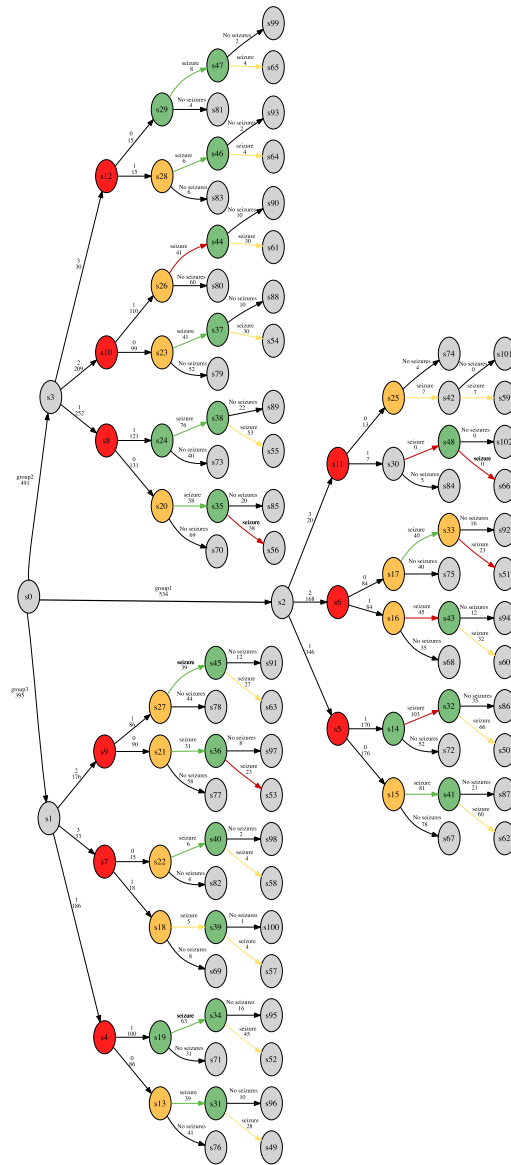 s99
No seizures
2
s47
seizure
8
seizure
4
s65
s29
No seizures
4
s81
s93
0
15
No seizures
2
s46
seizure
6
seizure
4
s64
s12
1
15
s28
No seizures
6
s83
s90
3
30
No seizures
10
s44
seizure
41
seizure
30
s61
s26
No seizures
60
s80
s88
1
110
No seizures
10
s37
seizure
41
seizure
30
s54
s10
0
99
s23
No seizures
52
s79
s74
s101
2
209
No seizures
4
No seizures
0
s3
s25
seizure
7
s42
seizure
7
s59
No seizures
22
s89
s38
1
252
seizure
76
seizure
53
s55
0
13
s8
1
121
s24
No seizures
40
s73
seizure
0
s48
No seizures
0
s102
s11
1
7
s30
seizure
0
s66
No seizures
5
s84
0
131
s20
seizure
58
s35
No seizures
20
s85
seizure
38
s56
No seizures
69
s70
group2
491
3
20
s33
No seizures
16
s92
seizure
40
seizure
23
s51
0
84
s17
No seizures
40
s75
s0
group1
534
s2
2
168
s6
1
84
s16
seizure
45
s43
No seizures
12
s94
seizure
32
s60
No seizures
35
s68
group3
395
1
346
s45
No seizures
12
s91
seizure
39
seizure
27
s63
s27
No seizures
44
s78
s32
No seizures
35
s86
1
86
seizure
103
seizure
66
s50
s5
1
170
s14
No seizures
52
s72
s9
0
90
s21
seizure
31
s36
No seizures
8
s97
seizure
23
s53
No seizures
58
s77
0
176
s15
seizure
81
s41
No seizures
21
s87
seizure
60
s62
No seizures
78
s67
2
176
s1
3
33
s40
No seizures
2
s98
seizure
6
seizure
4
s58
s7
0
15
s22
No seizures
4
s82
1
18
s18
seizure
5
s39
No seizures
1
s100
seizure
4
s57
No seizures
8
s69
1
186
s34
No seizures
16
s95
seizure
63
seizure
45
s52
s4
1
100
s19
No seizures
31
s71
0
86
s13
seizure
39
s31
No seizures
10
s96
seizure
28
s49
No seizures
41
s76